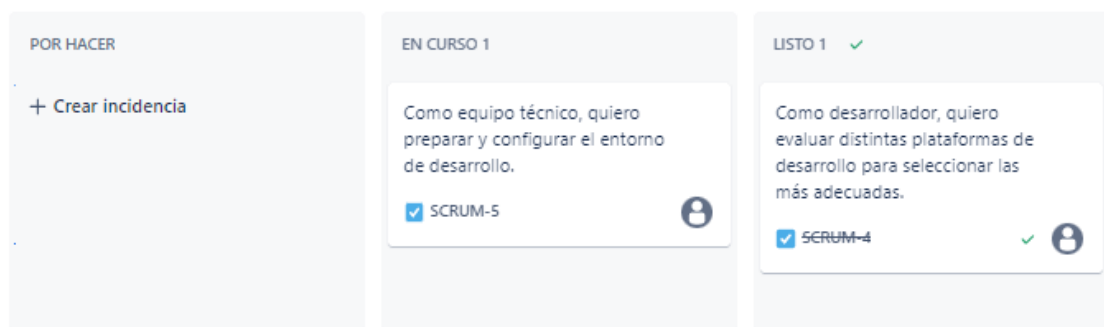 POR HACER
+ Crear incidencia
EN CURSO 1
Como equipo técnico, quiero
preparar y configurar el entorno
de desarrollo.
SCRUM-5
LISTO 1
Como desarrollador, quiero
evaluar distintas plataformas de
desarrollo para seleccionar las
más adecuadas.
SCRUM-4